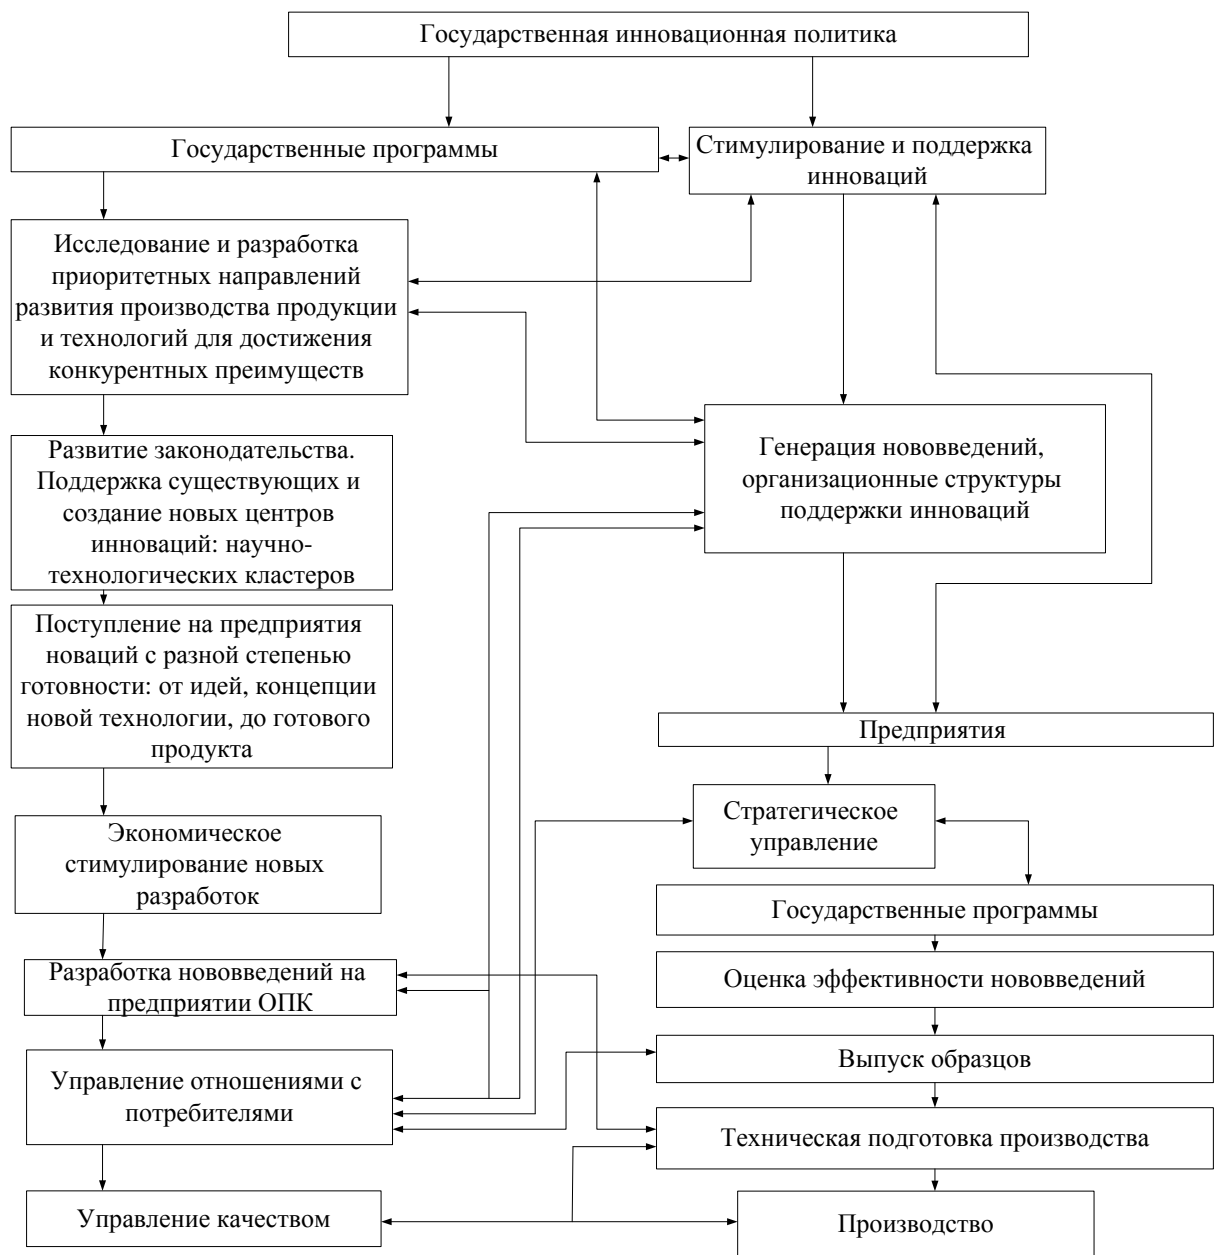 Государственная инновационная политика
Государственные программы
Стимулирование и поддержка
инноваций
Исследование и разработка
приоритетных направлений
развития производства продукции
и технологий для достижения
конкурентных преимуществ
Развитие законодательства.
Поддержка существующих и
создание новых центров
инноваций: научно-
технологических кластеров
Генерация нововведений,
организационные структуры
поддержки инноваций
Поступление на предприятия
новаций с разной степенью
готовности: от идей, концепции
новой технологии, до готового
продукта
Предприятия
Стратегическое
управление
Экономическое
стимулирование новых
разработок
Государственные программы
Разработка нововведений на
предприятии ОПК
Оценка эффективности нововведений
Управление отношениями с
потребителями
Выпуск образцов
Техническая подготовка производства
Управление качеством
Производство